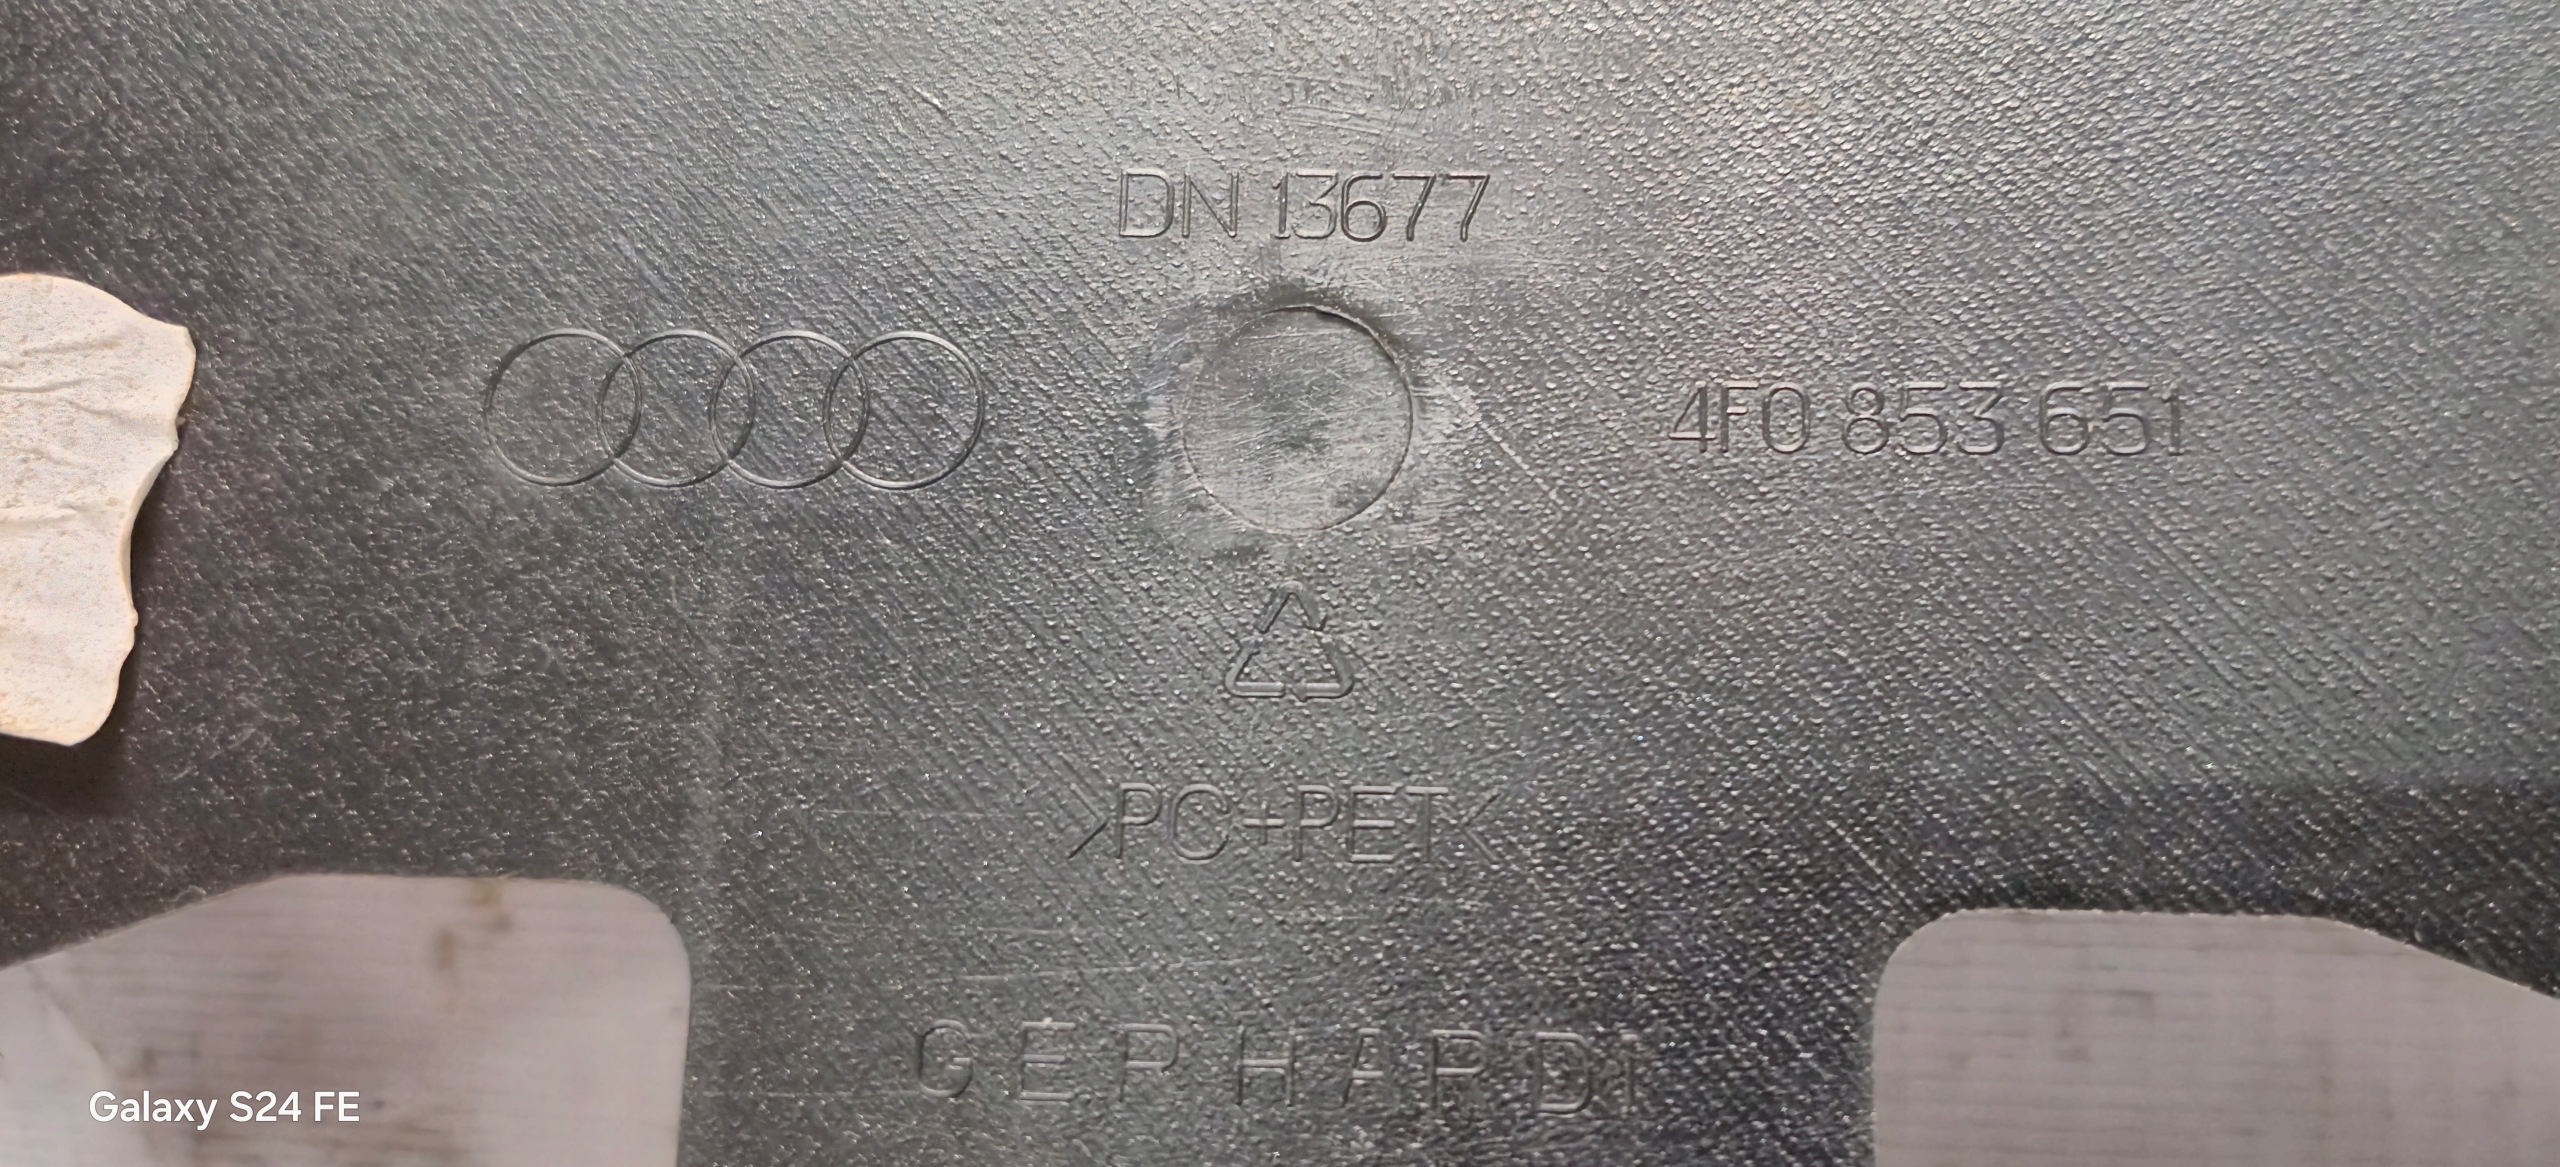 DN 13677
4F0 853 651
>PC+PET<
GERHARDI
Galaxy S24 FE